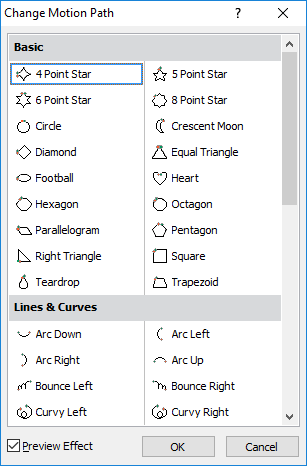 Change Motion Path ? ×
Basic
4 Point Star 5 Point Star
6 Point Star 8 Point Star
Circle Crescent Moon
Diamond Equal Triangle
Football Heart
Hexagon Octagon
Parallelogram Pentagon
Right Triangle Square
Teardrop Trapezoid
Lines & Curves
Arc Down Arc Left
Arc Right Arc Up
Bounce Left Bounce Right
Curvy Left Curvy Right
Preview Effect OK Cancel